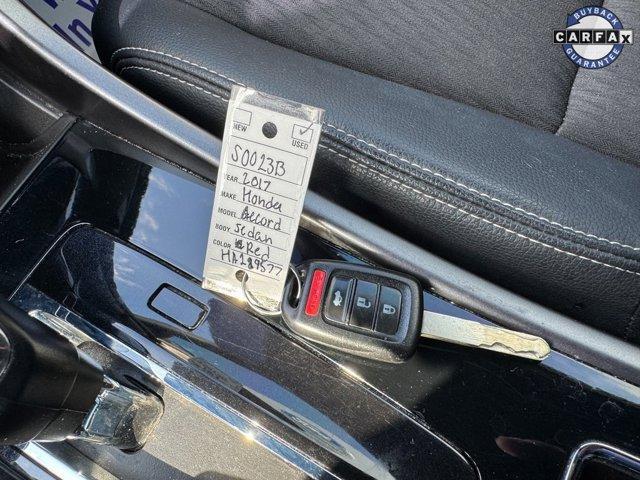 BUYBACK
CARFAX
GUARANTEE
NEW
✓
USED
S0023B
YEAR 2017
MAKE Honda
MODEL Accord
BODY Sedan
COLOR Red